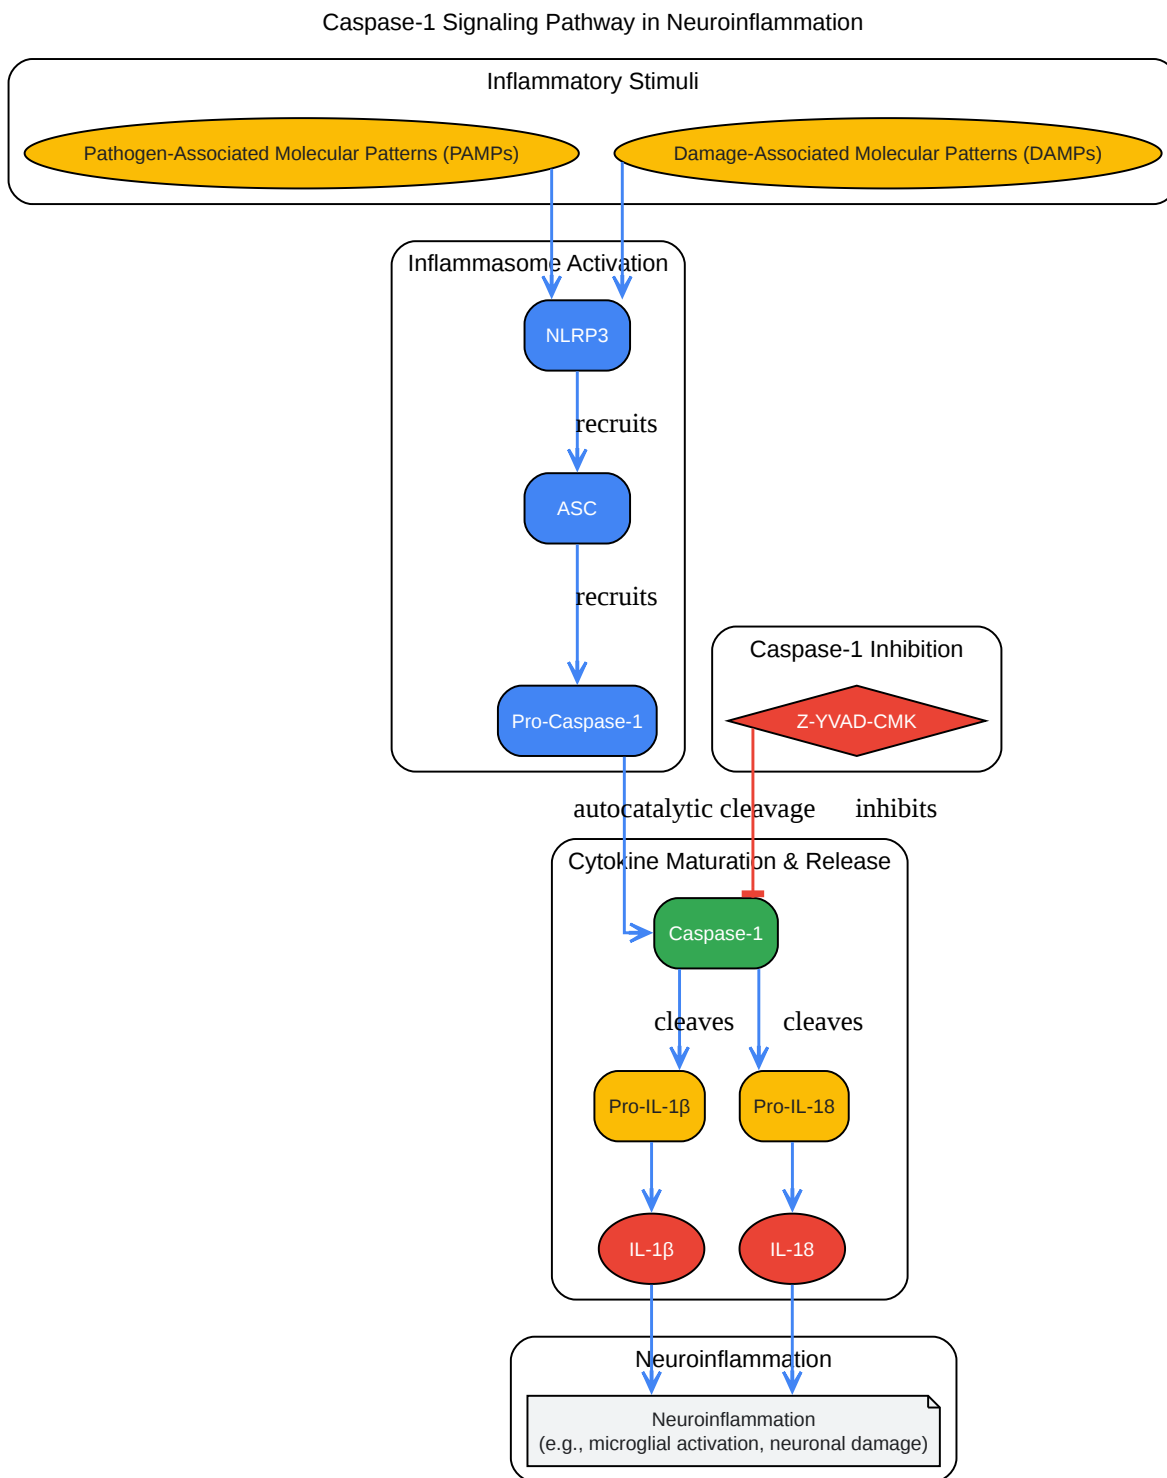 Caspase-1 Signaling Pathway in Neuroinflammation
Inflammatory Stimuli
Pathogen-Associated Molecular Patterns (PAMPs)
Damage-Associated Molecular Patterns (DAMPs)
Inflammasome Activation
NLRP3
recruits
ASC
recruits
Caspase-1 Inhibition
Pro-Caspase-1
Z-YVAD-CMK
autocatalytic cleavage
inhibits
Cytokine Maturation & Release
Caspase-1
cleaves
cleaves
Pro-IL-1β
Pro-IL-18
IL-1β
IL-18
Neuroinflammation
Neuroinflammation
(e.g., microglial activation, neuronal damage)